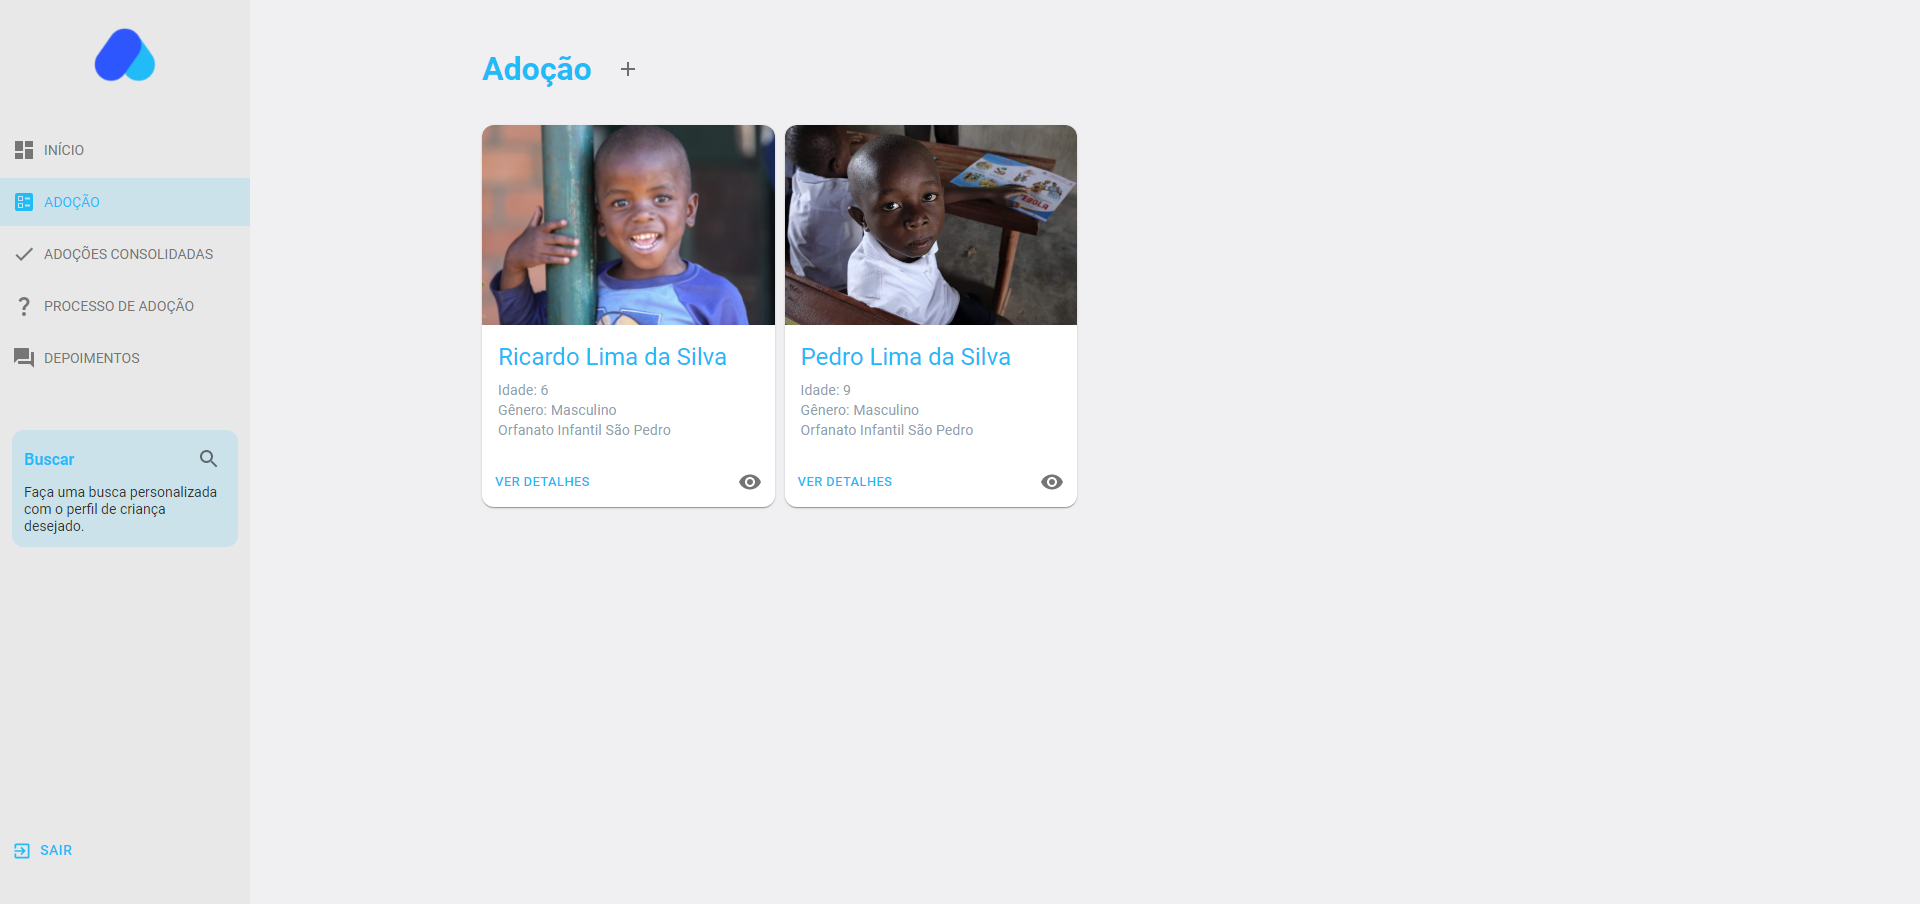 INÍCIO
ADOÇÃO
ADOÇÕES CONSOLIDADAS
PROCESSO DE ADOÇÃO
DEPOIMENTOS
Buscar
Faça uma busca personalizada
com o perfil de criança
desejado.
SAIR
Adoção
EBOLA
Ricardo Lima da Silva
Idade: 6
Gênero: Masculino
Orfanato Infantil São Pedro
VER DETALHES
Pedro Lima da Silva
Idade: 9
Gênero: Masculino
Orfanato Infantil São Pedro
VER DETALHES